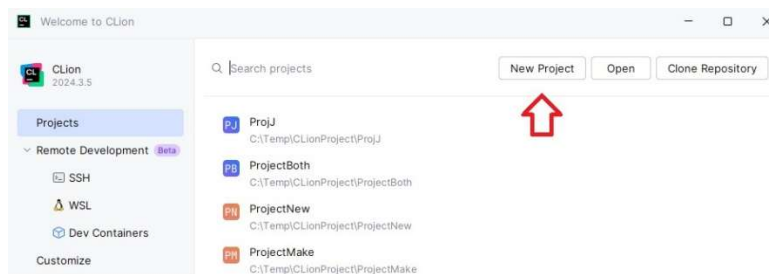 CL
Welcome to CLion
CL
CLion
2024.3.5
Projects
Remote Development Beta
SSH
WSL
Dev Containers
Customize
Search projects
New Project
Open
Clone Repository
PJ
ProjJ
C:\Temp\CLionProject\ProjJ
PB
ProjectBoth
C:\Temp\CLionProject\ProjectBoth
PN
ProjectNew
C:\Temp\CLionProject\ProjectNew
PM
ProjectMake
C:\Temp\CLionProject\ProjectMake